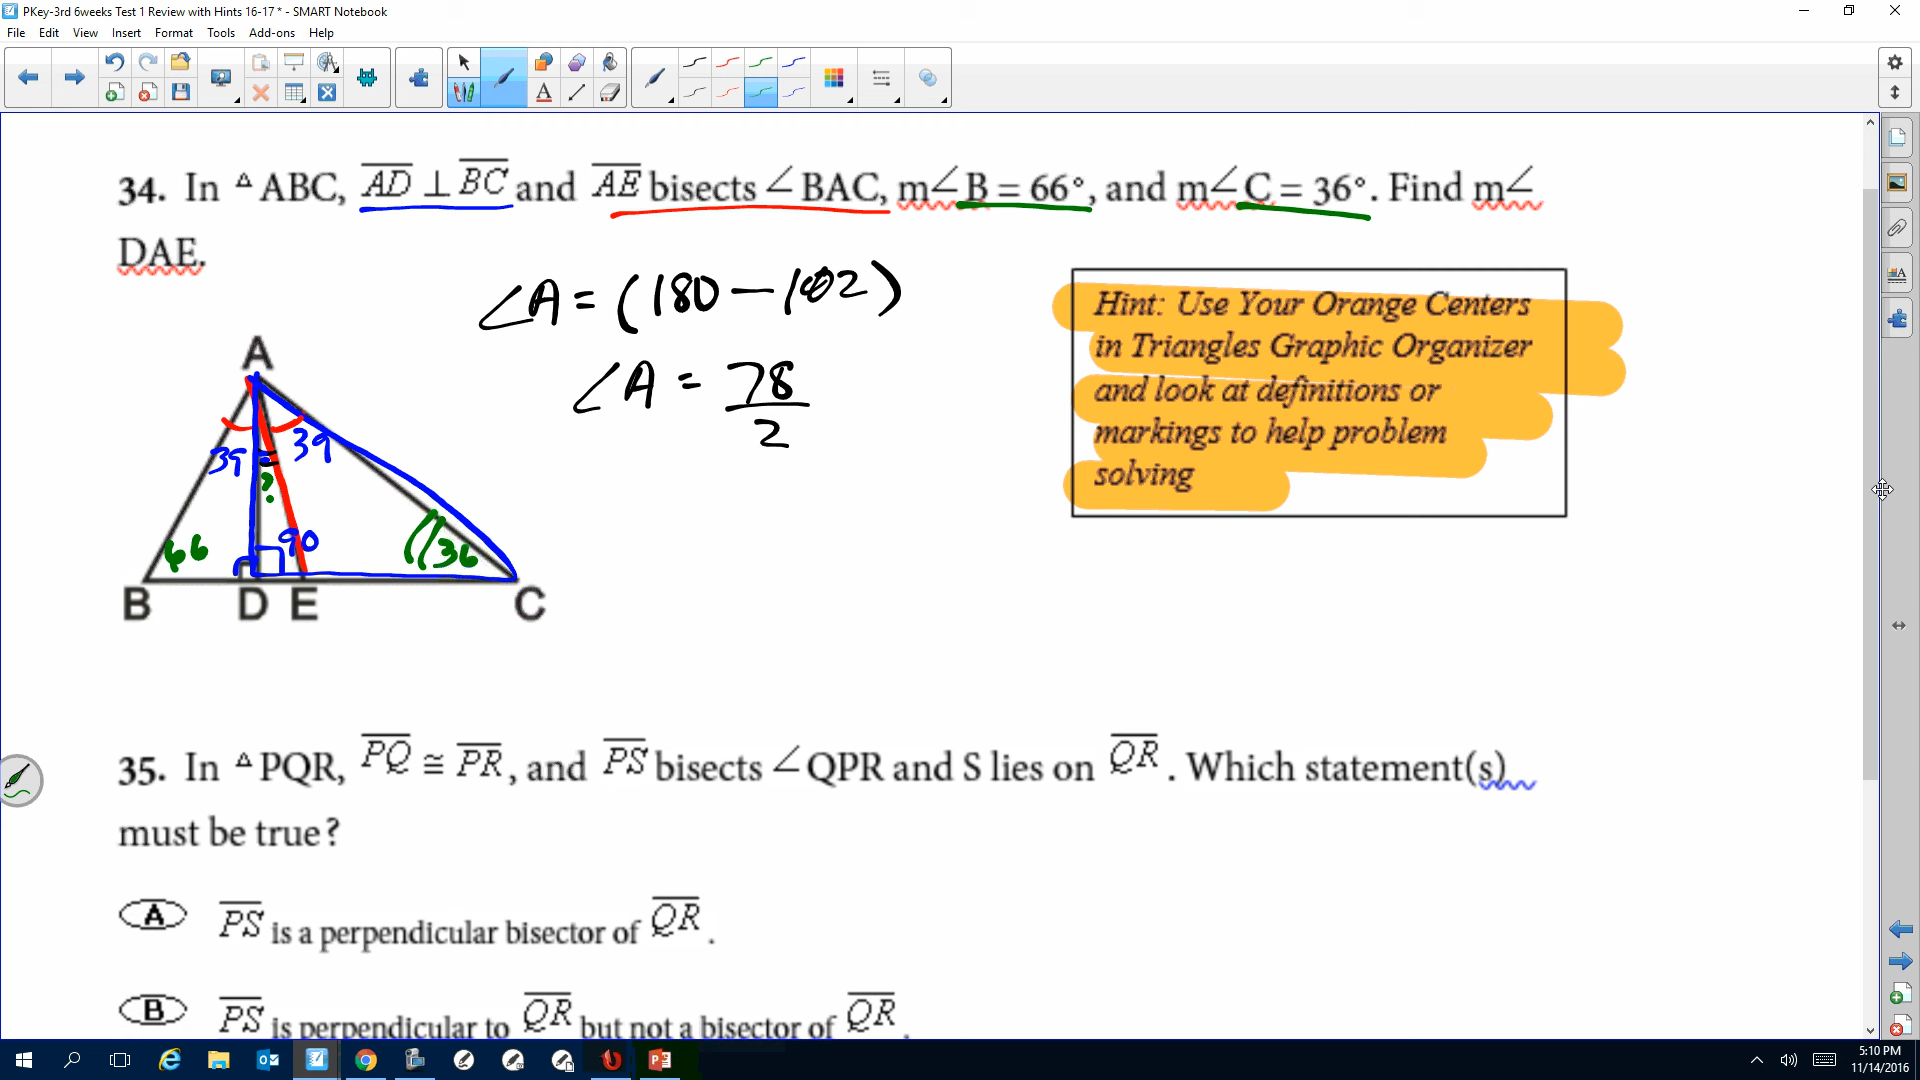 PKey-3rd 6weeks Test 1 Review with Hints 16-17 * - SMART Notebook
File Edit View Insert Format Tools Add-ons Help
34. In △ABC, AD ⊥ BC and AE bisects ∠BAC, m∠B = 66°, and m∠C = 36°. Find m∠
DAE.
∠A = (180 - 102)
∠A = 78
2
Hint: Use Your Orange Centers
in Triangles Graphic Organizer
and look at definitions or
markings to help problem
solving
A
39 39
?
90
66 36
B D E C
35. In △PQR, PQ ≅ PR, and PS bisects ∠QPR and S lies on QR. Which statement(s)
must be true?
A PS is a perpendicular bisector of QR.
B PS is perpendicular to QR but not a bisector of QR.
5:10 PM
11/14/2016